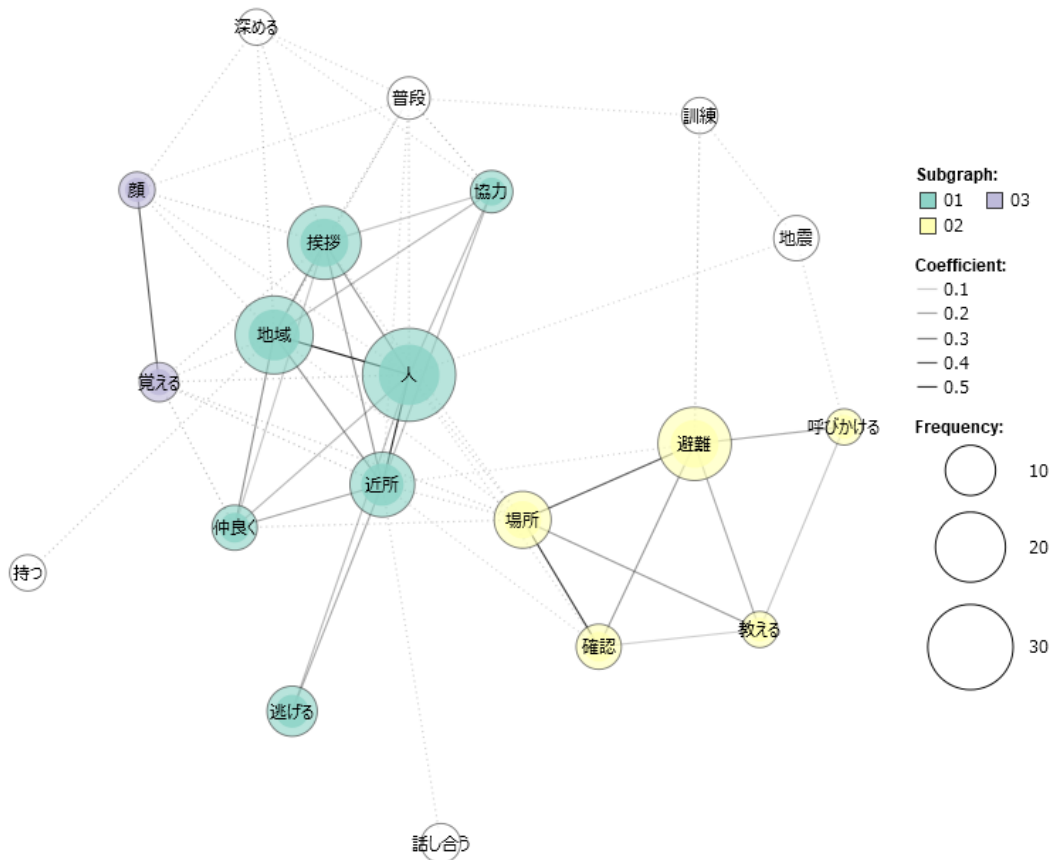 深める
普段
訓練
顔
協力
挨拶
地震
地域
人
覚える
呼びかける
避難
近所
場所
仲良く
持つ
教える
確認
逃げる
話し合う
Subgraph:
01 03
02
Coefficient:
0.1
0.2
0.3
0.4
0.5
Frequency:
10
20
30